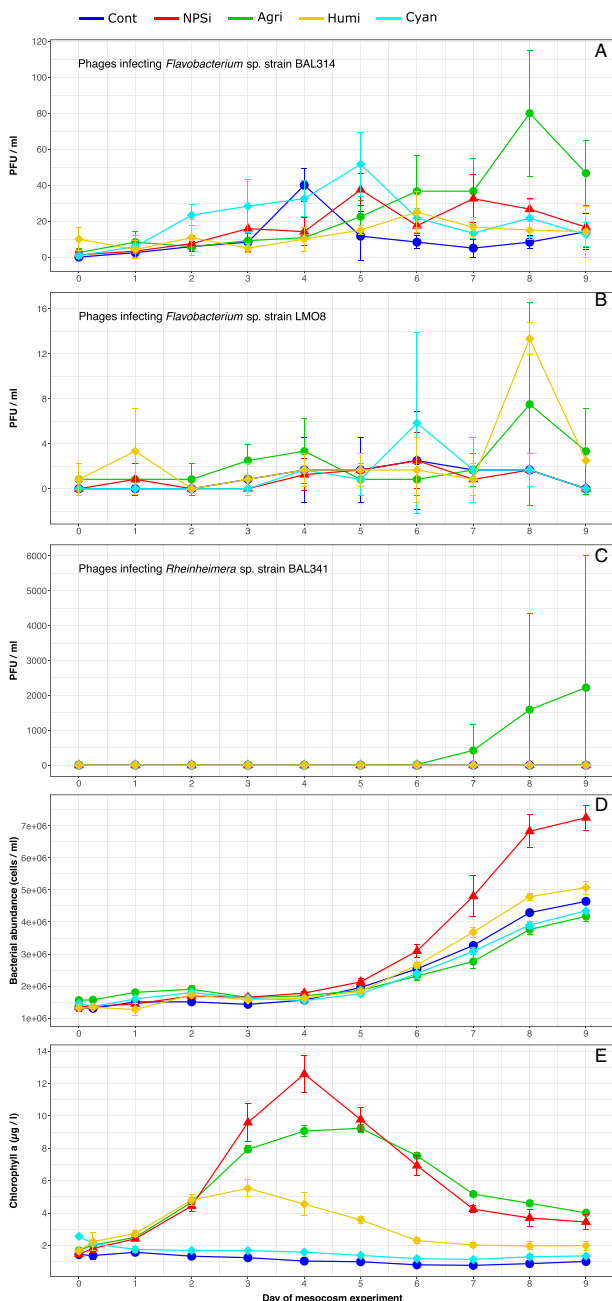 Cont NPSi Agri Humi Cyan
A
Phages infecting Flavobacterium sp. strain BAL314
PFU / ml
120
100
80
60
40
20
0
0 1 2 3 4 5 6 7 8 9
B
Phages infecting Flavobacterium sp. strain LMO8
PFU / ml
16
12
8
4
0
0 1 2 3 4 5 6 7 8 9
C
Phages infecting Rheinheimera sp. strain BAL341
PFU / ml
6000
5000
4000
3000
2000
1000
0
0 1 2 3 4 5 6 7 8 9
D
Bacterial abundance (cells / ml)
7e+06
6e+06
5e+06
4e+06
3e+06
2e+06
1e+06
0 1 2 3 4 5 6 7 8 9
E
Chlorophyll a (µg / l)
14
12
10
8
6
4
2
0 1 2 3 4 5 6 7 8 9
Day of mesocosm experiment